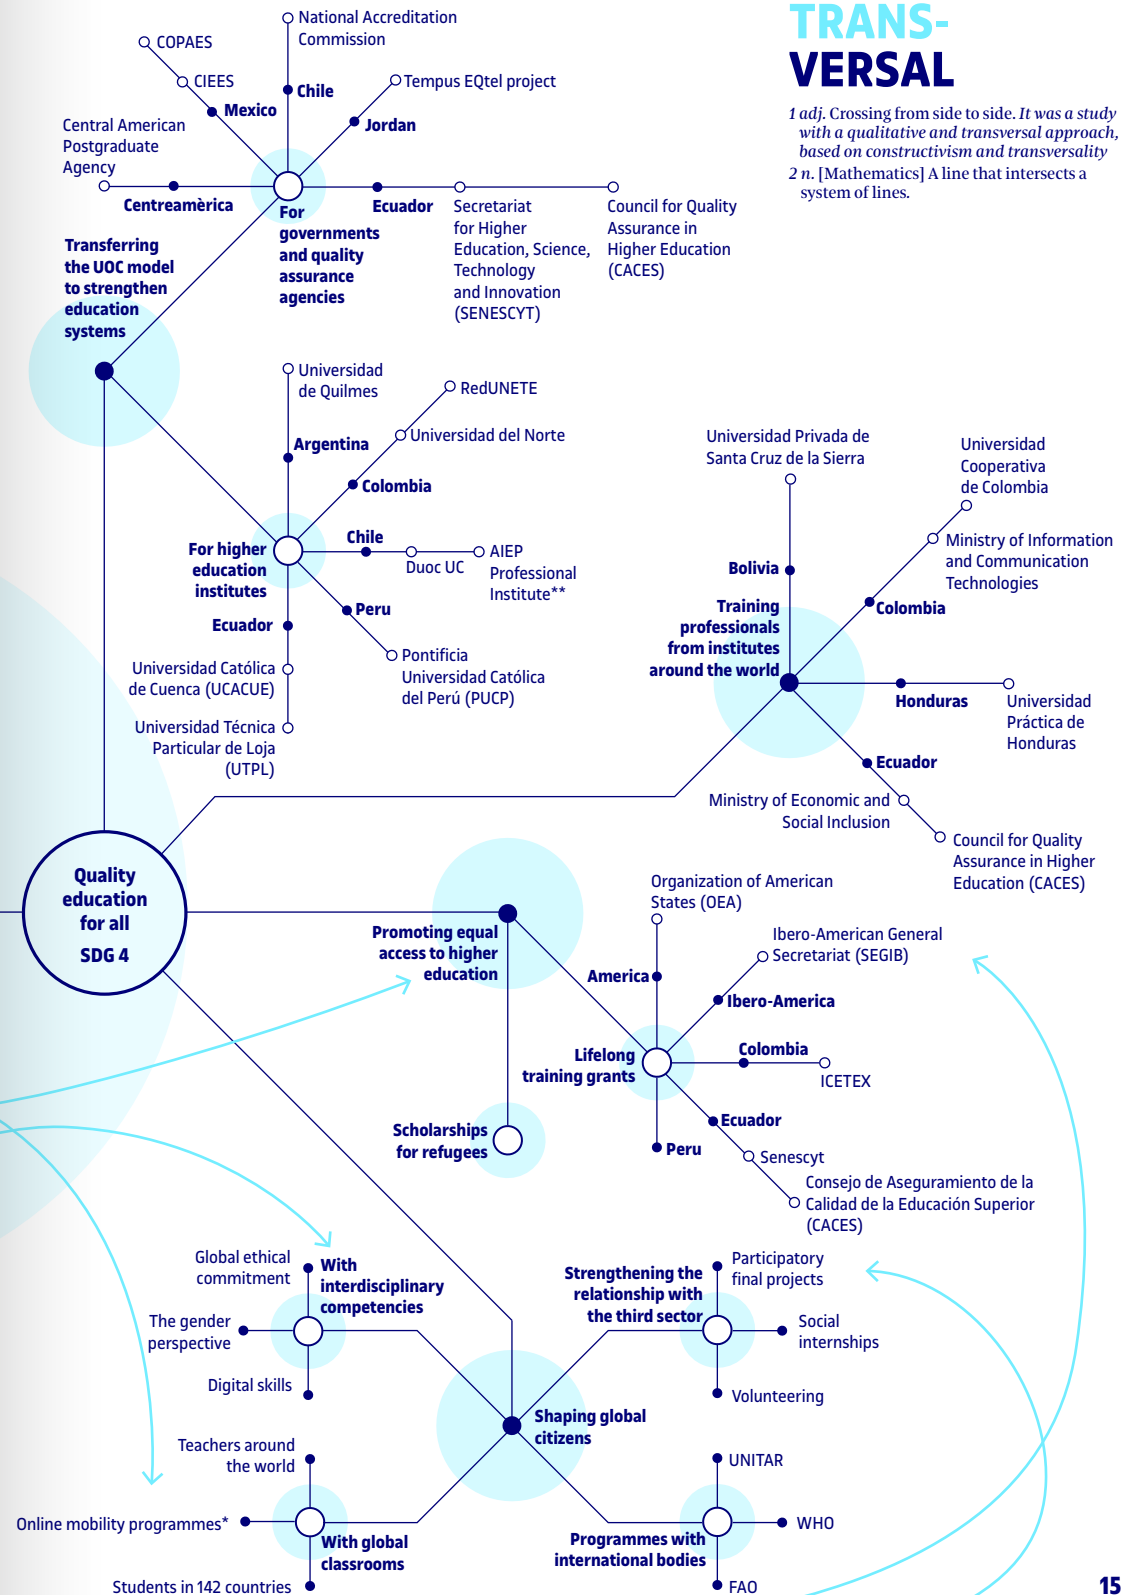 TRANS-
VERSAL
1 adj. Crossing from side to side. It was a study
with a qualitative and transversal approach,
based on constructivism and transversality
2 n. [Mathematics] A line that intersects a
system of lines.
National Accreditation
Commission
COPAES
CIEES
Mexico
Chile
Tempus EQtel project
Jordan
Central American
Postgraduate
Agency
Centreamèrica
For
governments
and quality
assurance
agencies
Ecuador
Secretariat
for Higher
Education, Science,
Technology
and Innovation
(SENESCYT)
Council for Quality
Assurance in
Higher Education
(CACES)
Transferring
the UOC model
to strengthen
education
systems
Universidad
de Quilmes
Argentina
RedUNETE
Universidad del Norte
Colombia
Chile
Duoc UC
AIEP
Professional
Institute**
For higher
education
institutes
Peru
Pontificia
Universidad Católica
del Perú (PUCP)
Ecuador
Universidad Católica
de Cuenca (UCACUE)
Universidad Técnica
Particular de Loja
(UTPL)
Universidad Privada de
Santa Cruz de la Sierra
Bolivia
Universidad
Cooperativa
de Colombia
Ministry of Information
and Communication
Technologies
Colombia
Training
professionals
from institutes
around the world
Honduras
Universidad
Práctica de
Honduras
Ecuador
Ministry of Economic and
Social Inclusion
Council for Quality
Assurance in Higher
Education (CACES)
Quality
education
for all
SDG 4
Promoting equal
access to higher
education
Organization of American
States (OEA)
America
Ibero-American General
Secretariat (SEGIB)
Ibero-America
Lifelong
training grants
Colombia
ICETEX
Ecuador
Senescyt
Consejo de Aseguramiento de la
Calidad de la Educación Superior
(CACES)
Peru
Scholarships
for refugees
Global ethical
commitment
With
interdisciplinary
competencies
The gender
perspective
Digital skills
Strengthening the
relationship with
the third sector
Participatory
final projects
Social
internships
Volunteering
Shaping global
citizens
Teachers around
the world
Online mobility programmes*
With global
classrooms
Students in 142 countries
UNITAR
WHO
Programmes with
international bodies
FAO
15